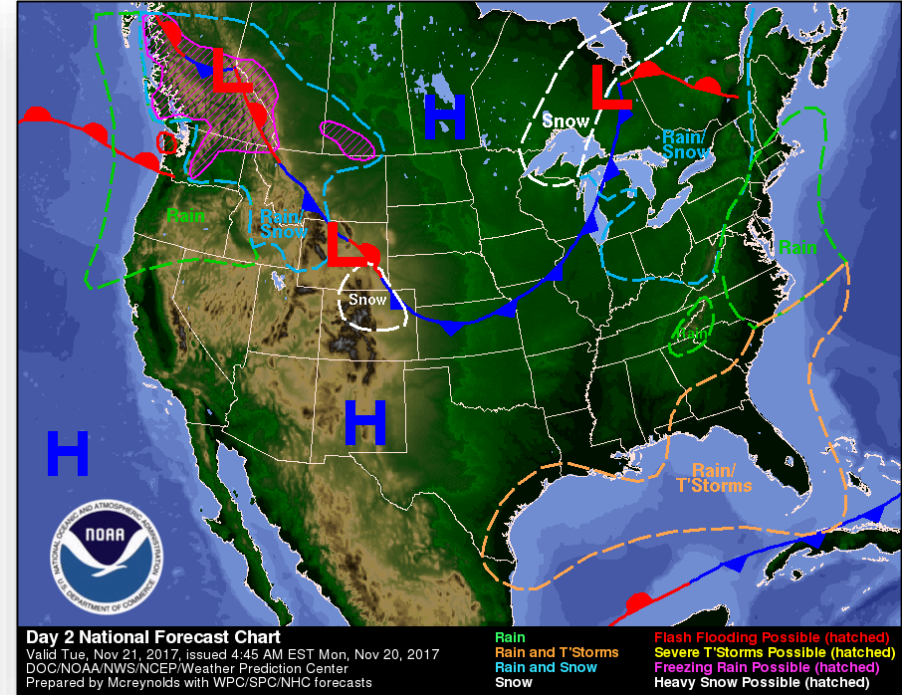 L
H
L
Snow
Rain/
Snow
Rain
Rain/
Snow
L
Rain
Snow
Rain
H
H
Rain/
T'Storms
NATIONAL OCEANIC AND ATMOSPHERIC ADMINISTRATION
NOAA
U.S. DEPARTMENT OF COMMERCE
Day 2 National Forecast Chart
Valid Tue, Nov 21, 2017, issued 4:45 AM EST Mon, Nov 20, 2017
DOC/NOAA/NWS/NCEP/Weather Prediction Center
Prepared by Mcreynolds with WPC/SPC/NHC forecasts
Rain
Rain and T'Storms
Rain and Snow
Snow
Flash Flooding Possible (hatched)
Severe T'Storms Possible (hatched)
Freezing Rain Possible (hatched)
Heavy Snow Possible (hatched)